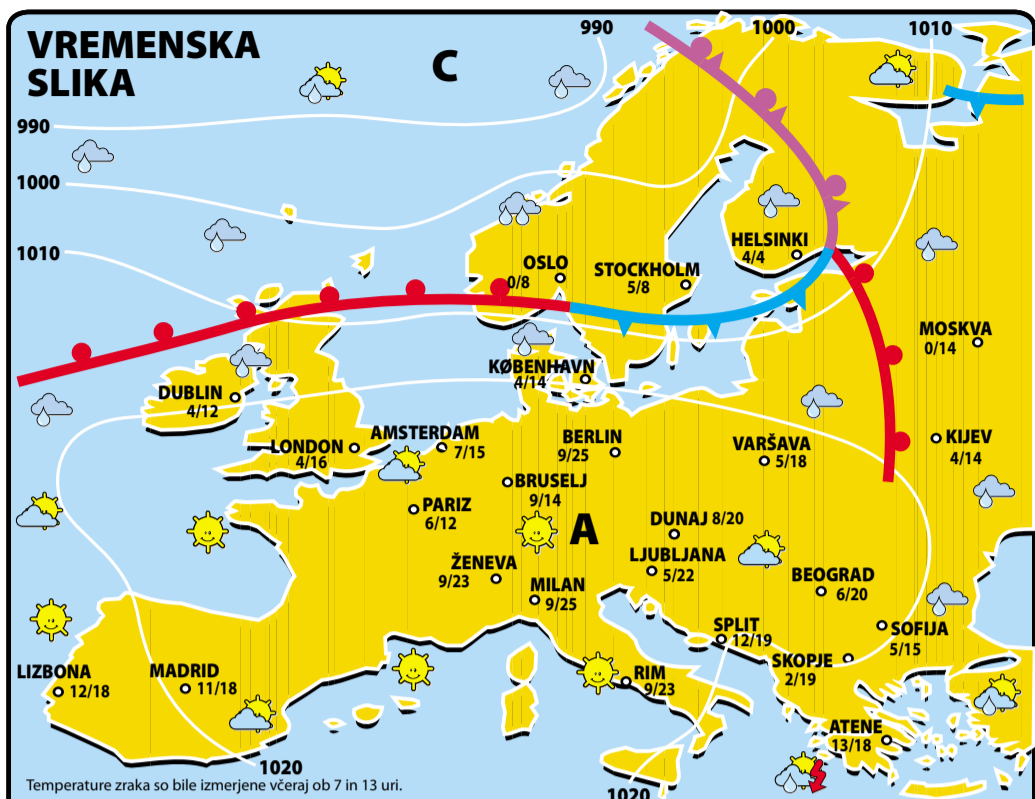 VREMENSKA
SLIKA
C
990
1000
1010
990
1000
1010
OSLO
0/8
STOCKHOLM
5/8
HELSINKI
4/4
MOSKVA
0/14
KØBENHAVN
4/14
DUBLIN
4/12
LONDON
4/16
AMSTERDAM
7/15
BERLIN
9/25
VARŠAVA
5/18
KIJEV
4/14
BRUSELJ
9/14
PARIZ
6/12
A
DUNAJ 8/20
LJUBLJANA
5/22
ŽENEVA
9/23
MILAN
9/25
BEOGRAD
6/20
SPLIT
12/19
SOFIJA
5/15
SKOPJE
2/19
LIZBONA
12/18
MADRID
11/18
RIM
9/23
ATENE
13/18
1020
1020
Temperature zraka so bile izmerjene včeraj ob 7 in 13 uri.